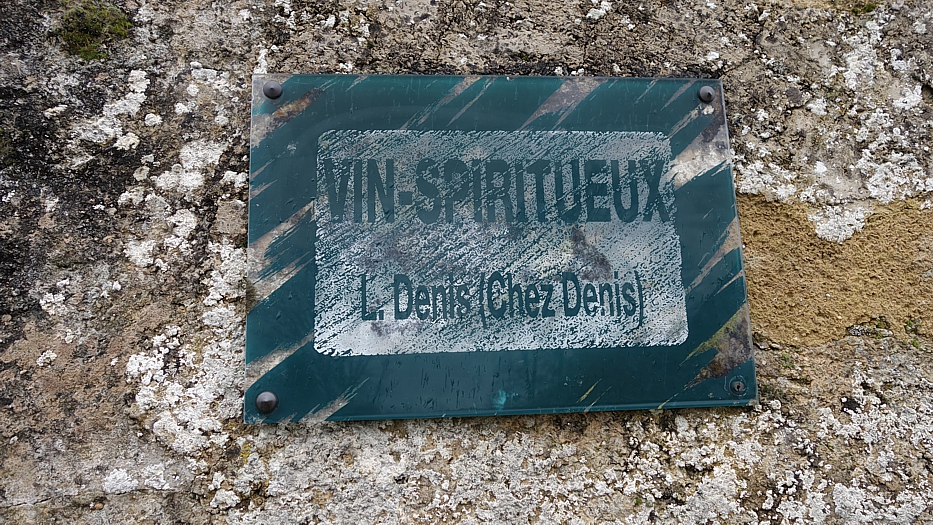 VIN-SPIRITUEUX
L. Denis (Chez Denis)